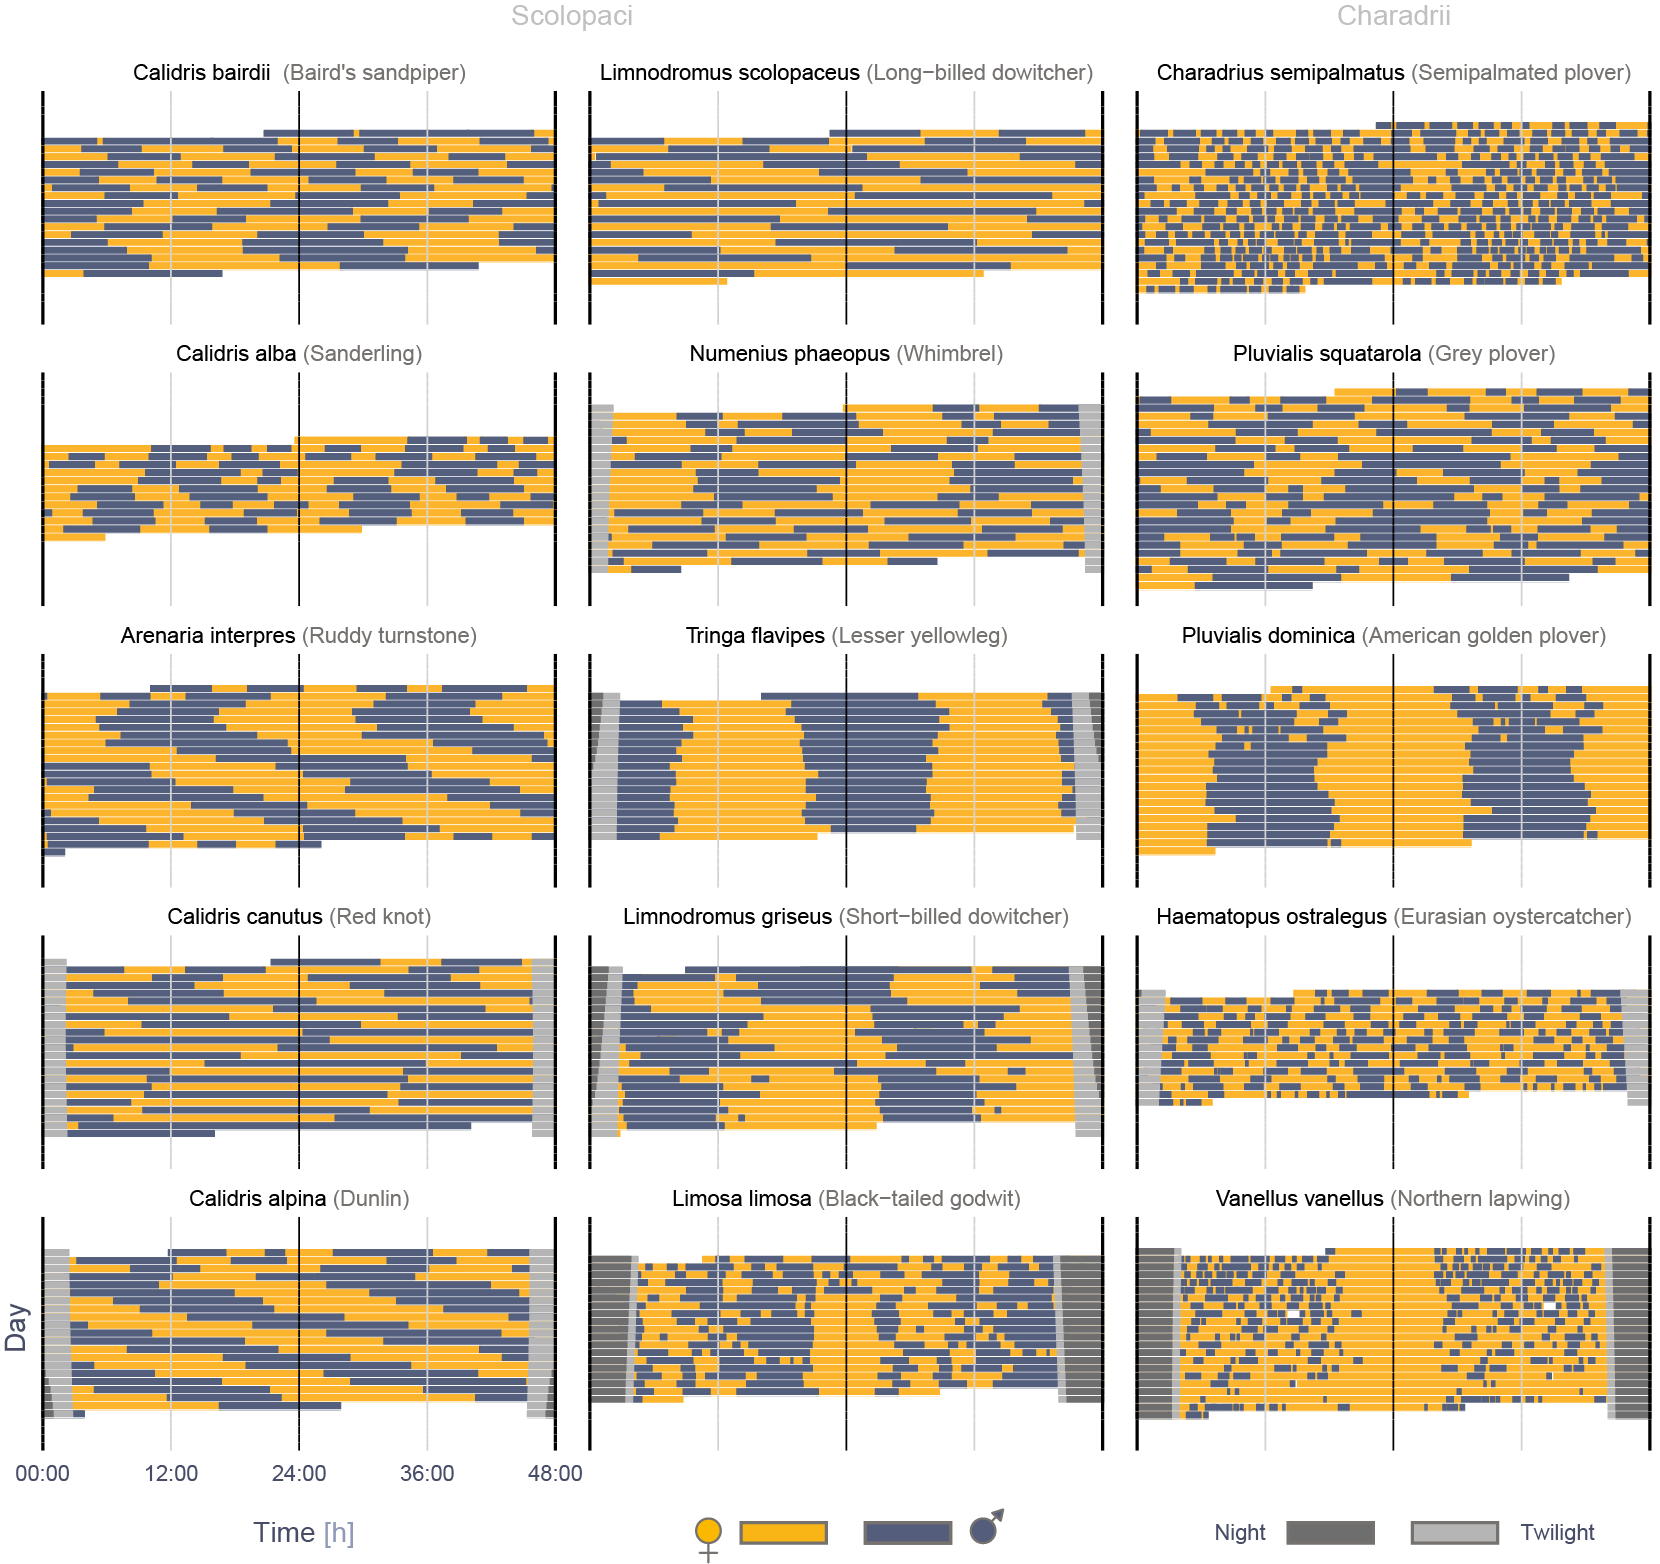 Scolopaci Charadrii
Calidris bairdii (Baird's sandpiper) Limnodromus scolopaceus (Long−billed dowitcher) Charadrius semipalmatus (Semipalmated plover)
Calidris alba (Sanderling) Numenius phaeopus (Whimbrel) Pluvialis squatarola (Grey plover)
Arenaria interpres (Ruddy turnstone) Tringa flavipes (Lesser yellowleg) Pluvialis dominica (American golden plover)
Calidris canutus (Red knot) Limnodromus griseus (Short−billed dowitcher) Haematopus ostralegus (Eurasian oystercatcher)
Calidris alpina (Dunlin) Limosa limosa (Black−tailed godwit) Vanellus vanellus (Northern lapwing)
Day
00:00 12:00 24:00 36:00 48:00
Time [h] ♀ ♂ Night Twilight